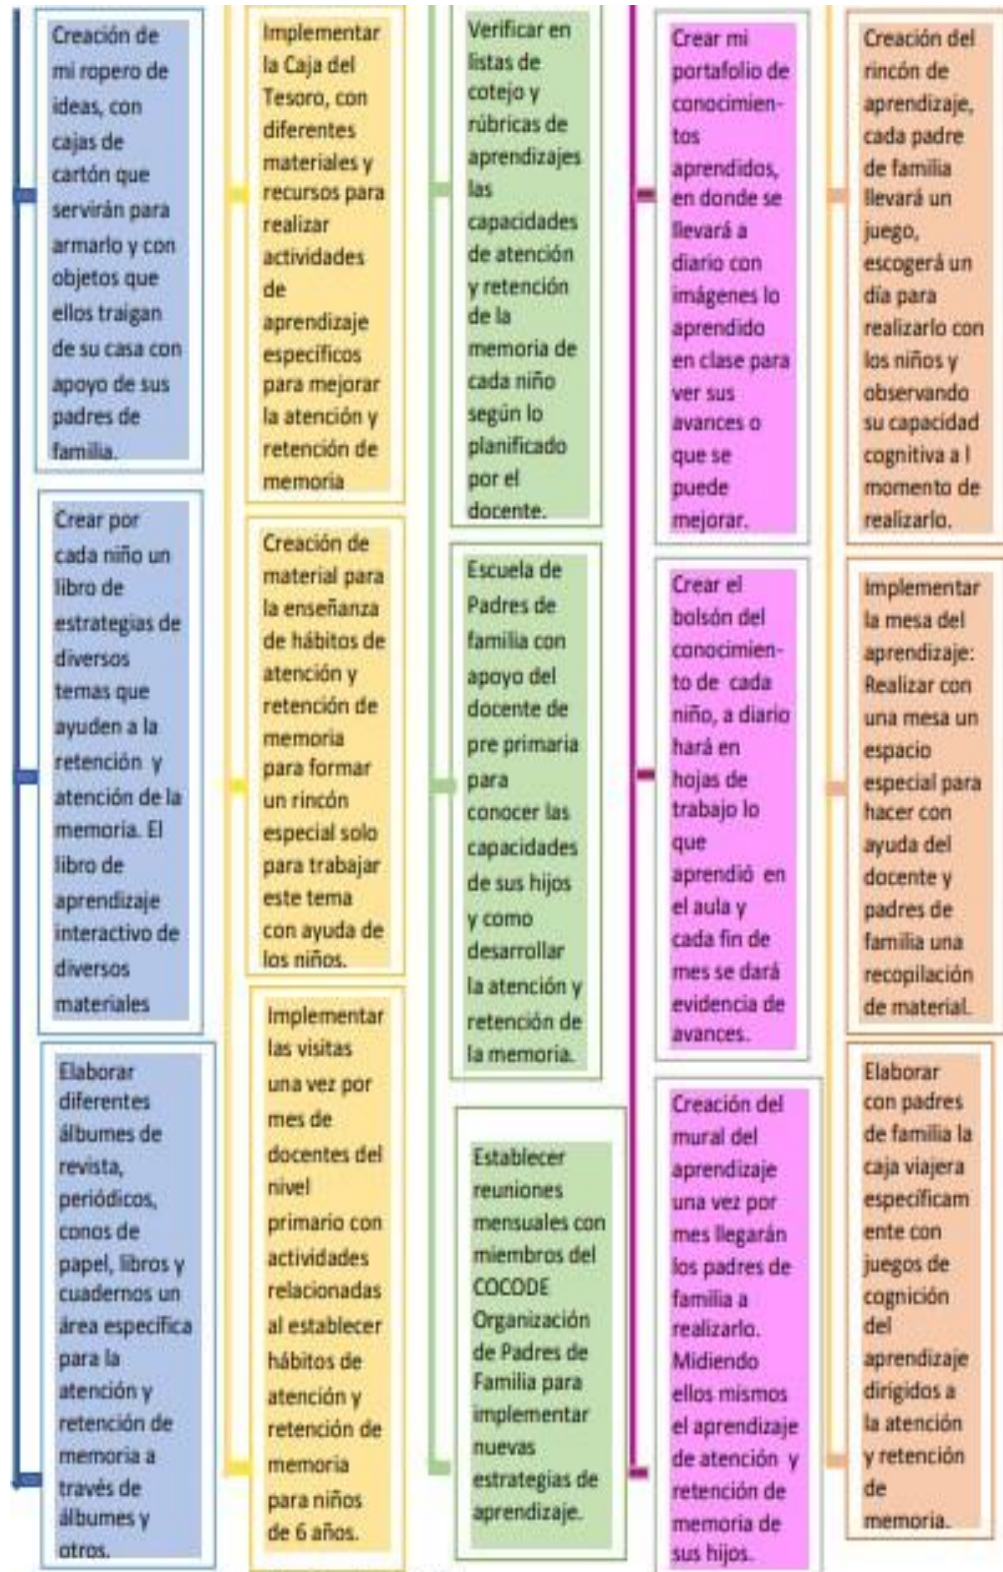 Creación de
mi ropero de
ideas, con
cajas de
cartón que
servirán para
armarlo y con
objetos que
ellos traigan
de su casa con
apoyo de sus
padres de
familia.
Crear por
cada niño un
libro de
estrategias de
diversos
temas que
ayuden a la
retención y
atención de la
memoria. El
libro de
aprendizaje
interactivo de
diversos
materiales
Elaborar
diferentes
álbumes de
revista,
periódicos,
conos de
papel, libros y
cuadernos un
área específica
para la
atención y
retención de
memoria a
través de
álbumes y
otros.
Implementar
la Caja del
Tesoro, con
diferentes
materiales y
recursos para
realizar
actividades
de
aprendizaje
específicos
para mejorar
la atención y
retención de
memoria
Creación de
material para
la enseñanza
de hábitos de
atención y
retención de
memoria
para formar
un rincón
especial solo
para trabajar
este tema
con ayuda de
los niños.
Implementar
las visitas
una vez por
mes de
docentes del
nivel
primario con
actividades
relacionadas
al establecer
hábitos de
atención y
retención de
memoria
para niños
de 6 años.
Verificar en
listas de
cotejo y
rúbricas de
aprendizajes
las
capacidades
de atención
y retención
de la
memoria de
cada niño
según lo
planificado
por el
docente.
Escuela de
Padres de
familia con
apoyo del
docente de
pre primaria
para
conocer las
capacidades
de sus hijos
y como
desarrollar
la atención y
retención de
la memoria.
Establecer
reuniones
mensuales con
miembros del
COCODE
Organización
de Padres de
Familia para
implementar
nuevas
estrategias de
aprendizaje.
Crear mi
portafolio de
conocimien-
tos
aprendidos,
en donde se
llevará a
diario con
imágenes lo
aprendido
en clase para
ver sus
avances o
que se
puede
mejorar.
Crear el
bolsón del
conocimien-
to de cada
niño, a diario
hará en
hojas de
trabajo lo
que
aprendió en
el aula y
cada fin de
mes se dará
evidencia de
avances.
Creación del
mural del
aprendizaje
una vez por
mes llegarán
los padres de
familia a
realizarlo.
Midiendo
ellos mismos
el aprendizaje
de atención y
retención de
memoria de
sus hijos.
Creación del
rincón de
aprendizaje,
cada padre
de familia
llevará un
juego,
escogerá un
día para
realizarlo con
los niños y
observando
su capacidad
cognitiva a l
momento de
realizarlo.
Implementar
la mesa del
aprendizaje:
Realizar con
una mesa un
espacio
especial para
hacer con
ayuda del
docente y
padres de
familia una
recopilación
de material.
Elaborar
con padres
de familia la
caja viajera
específicam
ente con
juegos de
cognición
del
aprendizaje
dirigidos a
la atención
y retención
de
memoria.